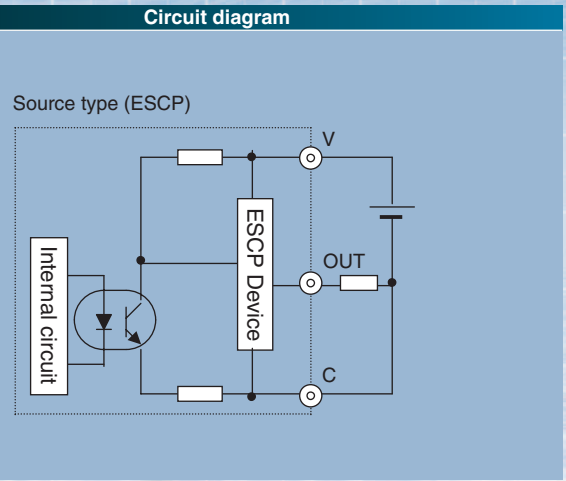 Circuit diagram
Source type (ESCP)
V
ESCP Device
OUT
Internal circuit
C